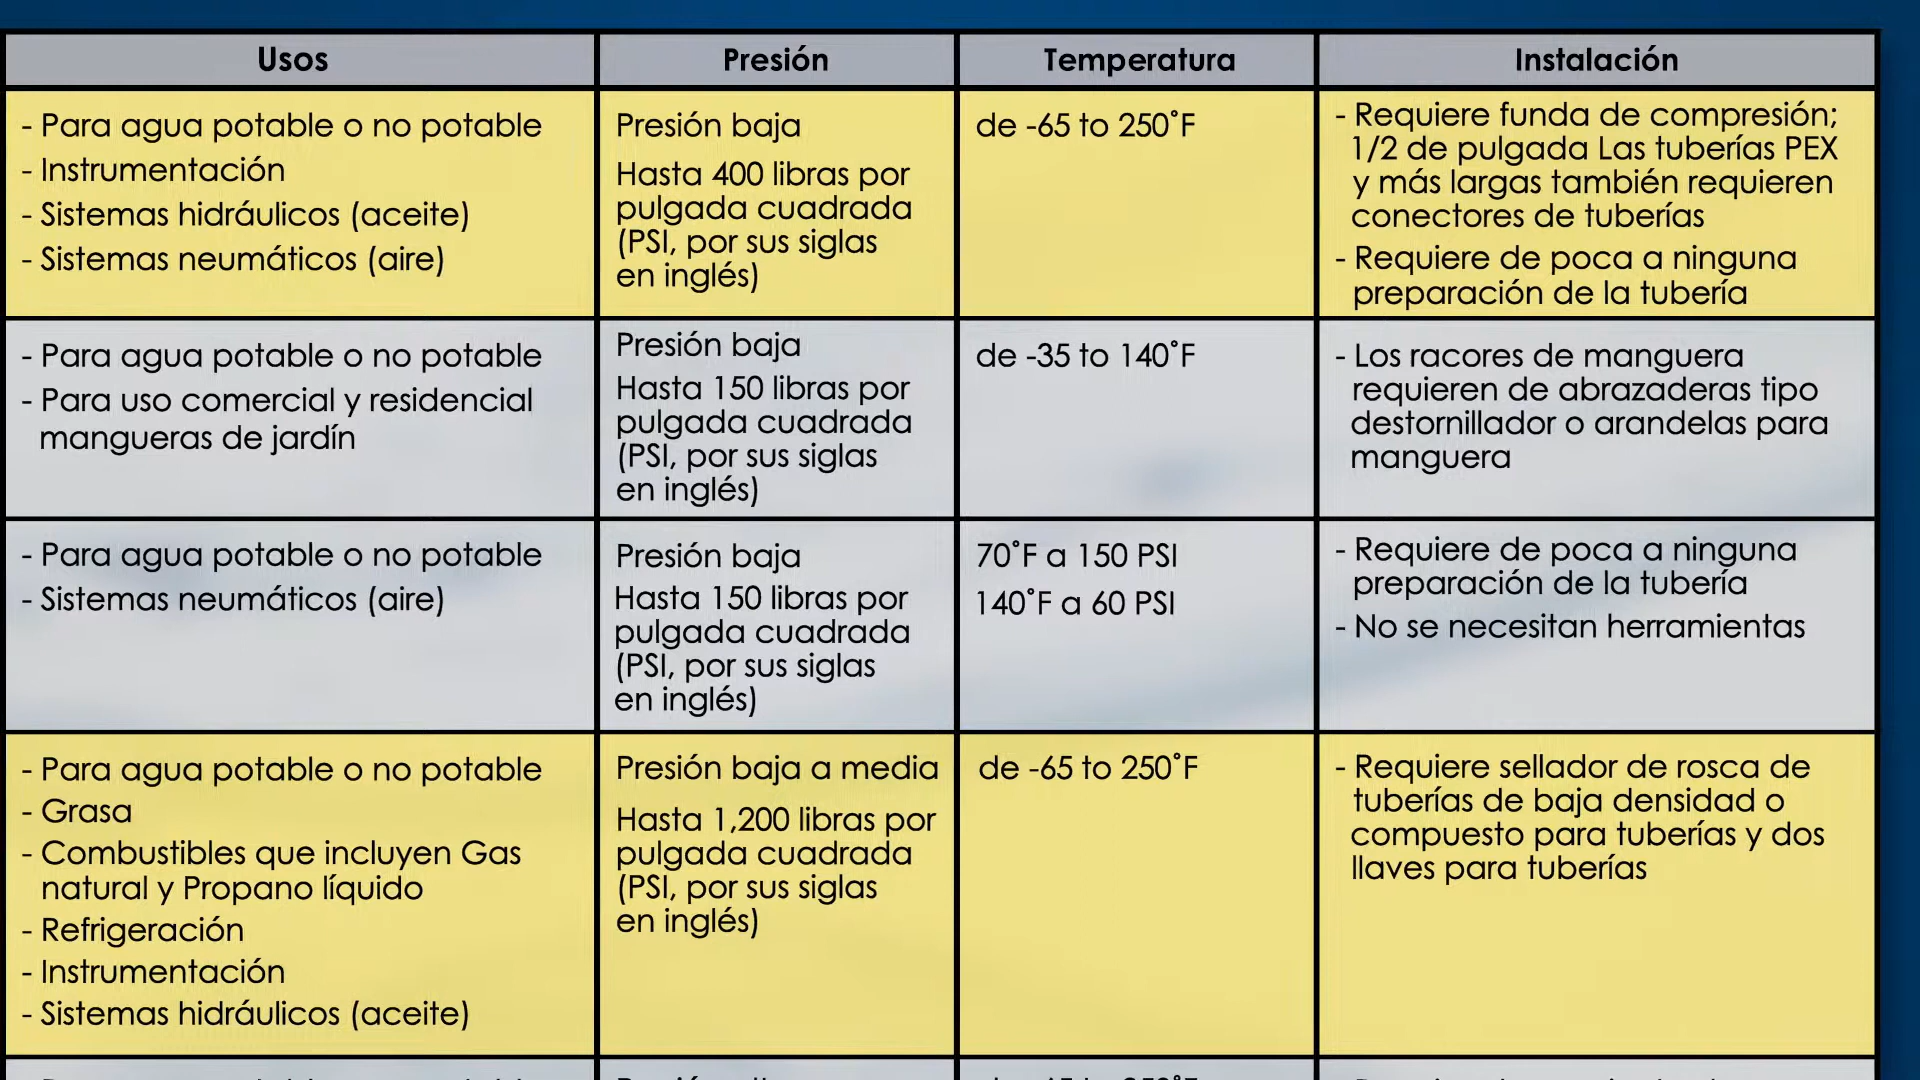 Usos
Presión
Temperatura
Instalación
- Para agua potable o no potable
- Instrumentación
- Sistemas hidráulicos (aceite)
- Sistemas neumáticos (aire)
Presión baja
Hasta 400 libras por
pulgada cuadrada
(PSI, por sus siglas
en inglés)
de -65 to 250˚F
- Requiere funda de compresión;
1/2 de pulgada Las tuberías PEX
y más largas también requieren
conectores de tuberías
- Requiere de poca a ninguna
preparación de la tubería
- Para agua potable o no potable
- Para uso comercial y residencial
mangueras de jardín
Presión baja
Hasta 150 libras por
pulgada cuadrada
(PSI, por sus siglas
en inglés)
de -35 to 140˚F
- Los racores de manguera
requieren de abrazaderas tipo
destornillador o arandelas para
manguera
- Para agua potable o no potable
- Sistemas neumáticos (aire)
Presión baja
Hasta 150 libras por
pulgada cuadrada
(PSI, por sus siglas
en inglés)
70˚F a 150 PSI
140˚F a 60 PSI
- Requiere de poca a ninguna
preparación de la tubería
- No se necesitan herramientas
- Para agua potable o no potable
- Grasa
- Combustibles que incluyen Gas
natural y Propano líquido
- Refrigeración
- Instrumentación
- Sistemas hidráulicos (aceite)
Presión baja a media
Hasta 1,200 libras por
pulgada cuadrada
(PSI, por sus siglas
en inglés)
de -65 to 250˚F
- Requiere sellador de rosca de
tuberías de baja densidad o
compuesto para tuberías y dos
llaves para tuberías